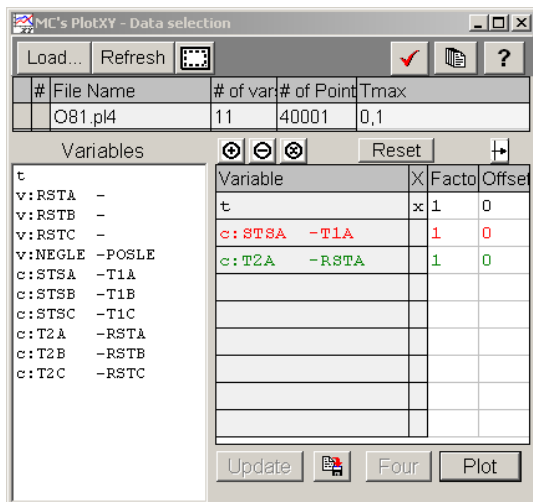 MC's PlotXY - Data selection
Load... Refresh ?
# File Name # of var: # of Point Tmax
O81.pl4 11 40001 0,1
Variables Reset
t
v:RSTA -
v:RSTB -
v:RSTC -
v:NEGLE -POSLE
c:STSA -T1A
c:STSB -T1B
c:STSC -T1C
c:T2A -RSTA
c:T2B -RSTB
c:T2C -RSTC
Variable X Facto Offset
t x 1 0
c:STSA -T1A 1 0
c:T2A -RSTA 1 0
Update Four Plot